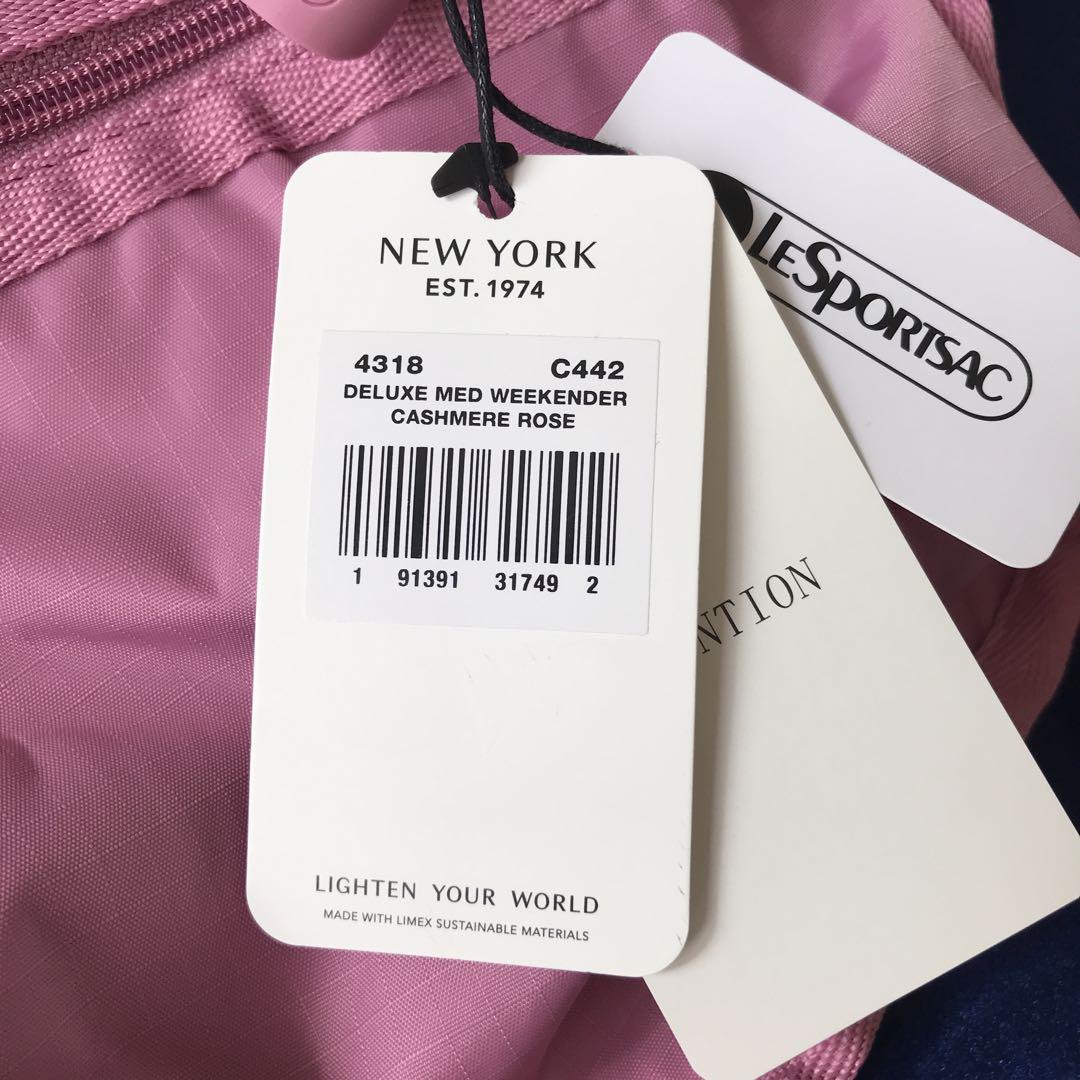 NEW YORK
EST. 1974
4318 C442
DELUXE MED WEEKENDER
CASHMERE ROSE
1 91391 31749 2
LIGHTEN YOUR WORLD
MADE WITH LIMEX SUSTAINABLE MATERIALS
LESPORTSAC
NTION